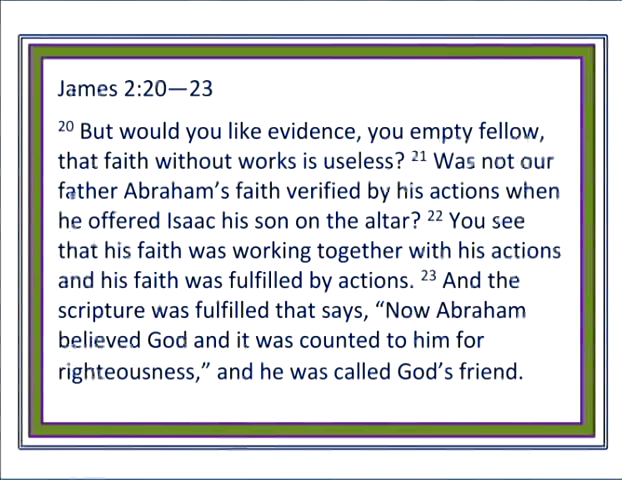 James 2:20—23
²⁰ But would you like evidence, you empty fellow,
that faith without works is useless? ²¹ Was not our
father Abraham’s faith verified by his actions when
he offered Isaac his son on the altar? ²² You see
that his faith was working together with his actions
and his faith was fulfilled by actions. ²³ And the
scripture was fulfilled that says, “Now Abraham
believed God and it was counted to him for
righteousness,” and he was called God’s friend.